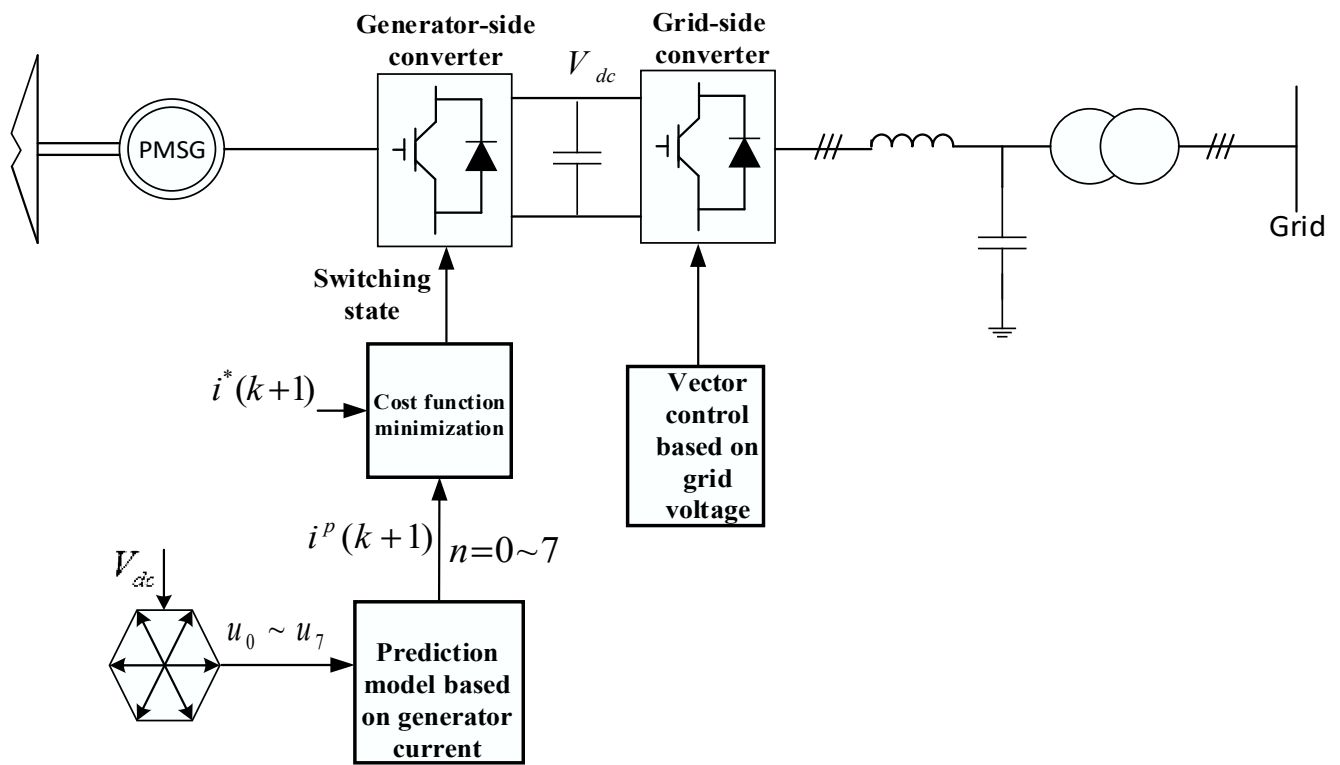 Generator-side
converter
Grid-side
converter
V dc
PMSG
Grid
Switching
state
i*(k+1)
Cost function
minimization
Vector
control
based on
grid
voltage
i^p(k+1)
n=0~7
V dc
u0 ~ u7
Prediction
model based
on generator
current